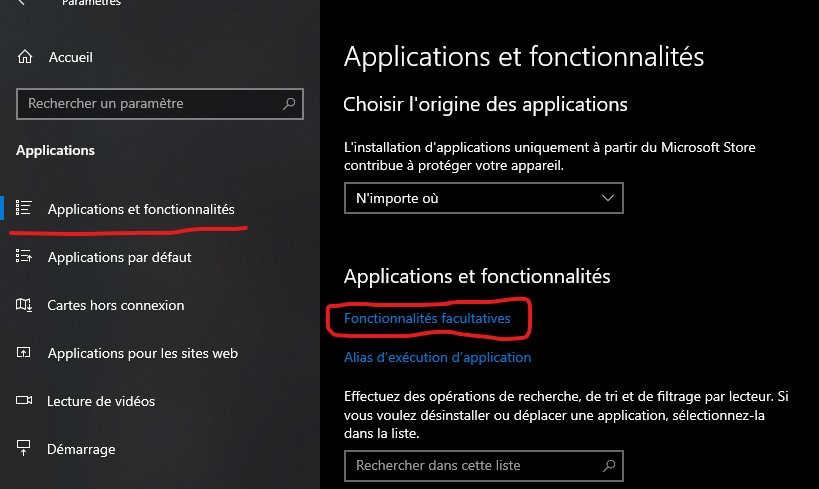 Paramètres
Accueil
Rechercher un paramètre
Applications
Applications et fonctionnalités
Applications par défaut
Cartes hors connexion
Applications pour les sites web
Lecture de vidéos
Démarrage
Applications et fonctionnalités
Choisir l'origine des applications
L'installation d'applications uniquement à partir du Microsoft Store
contribue à protéger votre appareil.
N'importe où
Applications et fonctionnalités
Fonctionnalités facultatives
Alias d'exécution d'application
Effectuez des opérations de recherche, de tri et de filtrage par lecteur. Si
vous voulez désinstaller ou déplacer une application, sélectionnez-la
dans la liste.
Rechercher dans cette liste